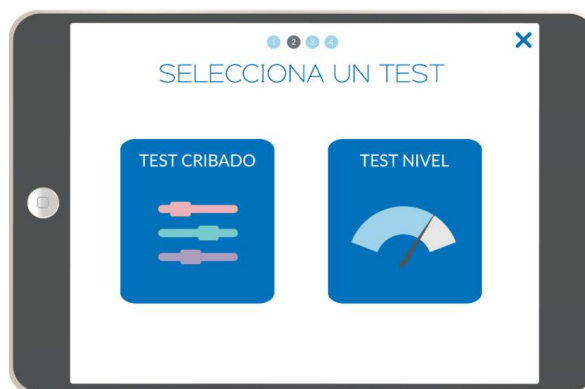 1 2 3 4
SELECCIONA UN TEST
TEST CRIBADO
TEST NIVEL